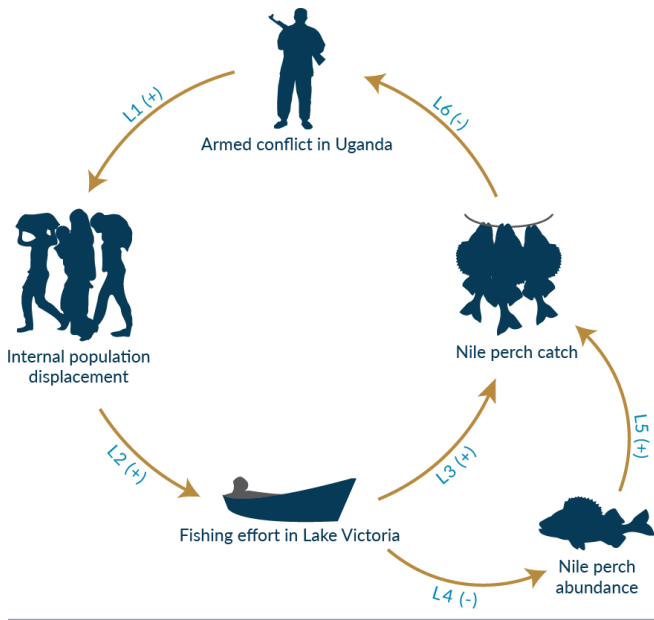 L1 (+)
L6 (-)
Armed conflict in Uganda
Internal population
displacement
Nile perch catch
L2 (+)
L3 (+)
L5 (+)
Fishing effort in Lake Victoria
Nile perch
abundance
L4 (-)